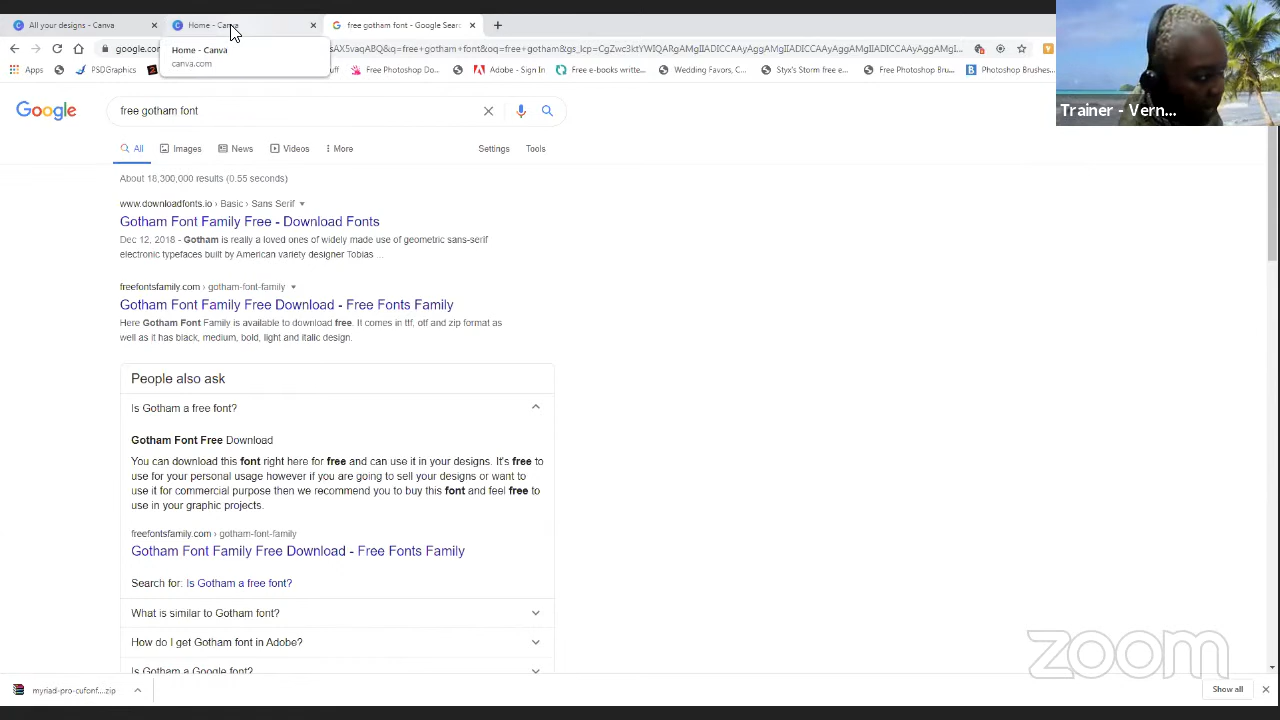 All your designs - Canva
Home - Canva
free gotham font - Google Sear
google.com
AX5vaqABQ&q=free+gotham+font&oq=free+gotham&gs_lcp=CgZwc3ktYWIQARgAMgIIADICCAAyAggAMgIIADICCAAyAggAMgIIADICCAAyAggAMgIIADoECAAQRzo
Home - Canva
canva.com
Apps
PSDGraphics
Free Photoshop Do...
Adobe - Sign In
Free e-books writte...
Wedding Favors, C...
Styx's Storm free e...
Photoshop Brushes...
Brushes
Trainer - Vern...
Google
free gotham font
All
Images
News
Videos
More
Settings
Tools
About 18,300,000 results (0.55 seconds)
www.downloadfonts.io › Basic › Sans Serif
Gotham Font Family Free - Download Fonts
Dec 12, 2018 - Gotham is really a loved ones of widely made use of geometric sans-serif
electronic typefaces built by American variety designer Tobias ...
freefontsfamily.com › gotham-font-family
Gotham Font Family Free Download - Free Fonts Family
Here Gotham Font Family is available to download free. It comes in ttf, otf and zip format as
well as it has black, medium, bold, light and italic design.
People also ask
Is Gotham a free font?
Gotham Font Free Download
You can download this font right here for free and can use it in your designs. It's free to
use for your personal usage however if you are going to sell your designs or want to
use it for commercial purpose then we recommend you to buy this font and feel free to
use in your graphic projects.
freefontsfamily.com › gotham-font-family
Gotham Font Family Free Download - Free Fonts Family
Search for: Is Gotham a free font?
What is similar to Gotham font?
How do I get Gotham font in Adobe?
Is Gotham a Google font?
zoom
myriad-pro-cufonf....zip
Show all